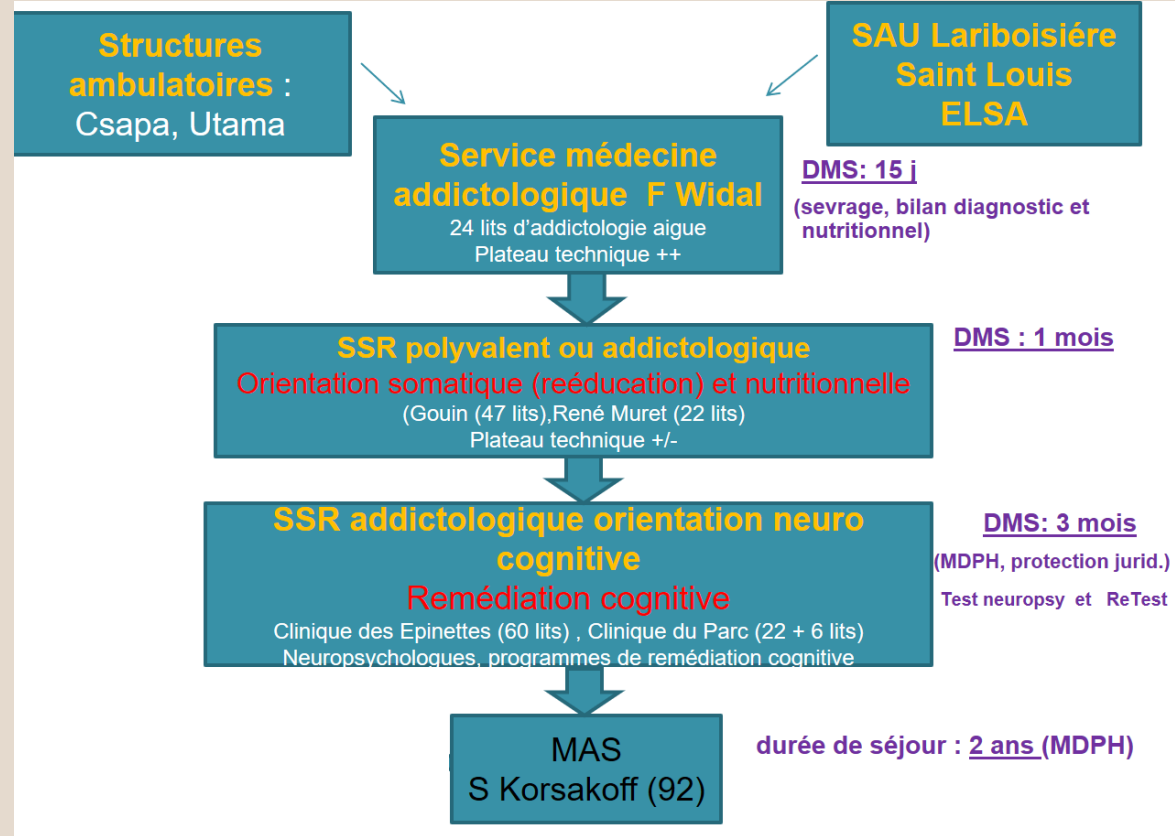 Structures
ambulatoires :
Csapa, Utama
SAU Lariboisiére
Saint Louis
ELSA
Service médecine
addictologique F Widal
24 lits d’addictologie aigue
Plateau technique ++
DMS: 15 j
(sevrage, bilan diagnostic et
nutritionnel)
SSR polyvalent ou addictologique
Orientation somatique (reéducation) et nutritionnelle
(Gouin (47 lits),René Muret (22 lits)
Plateau technique +/-
DMS : 1 mois
SSR addictologique orientation neuro
cognitive
Remédiation cognitive
Clinique des Epinettes (60 lits) , Clinique du Parc (22 + 6 lits)
Neuropsychologues, programmes de remédiation cognitive
DMS: 3 mois
(MDPH, protection jurid.)
Test neuropsy et ReTest
MAS
S Korsakoff (92)
durée de séjour : 2 ans (MDPH)